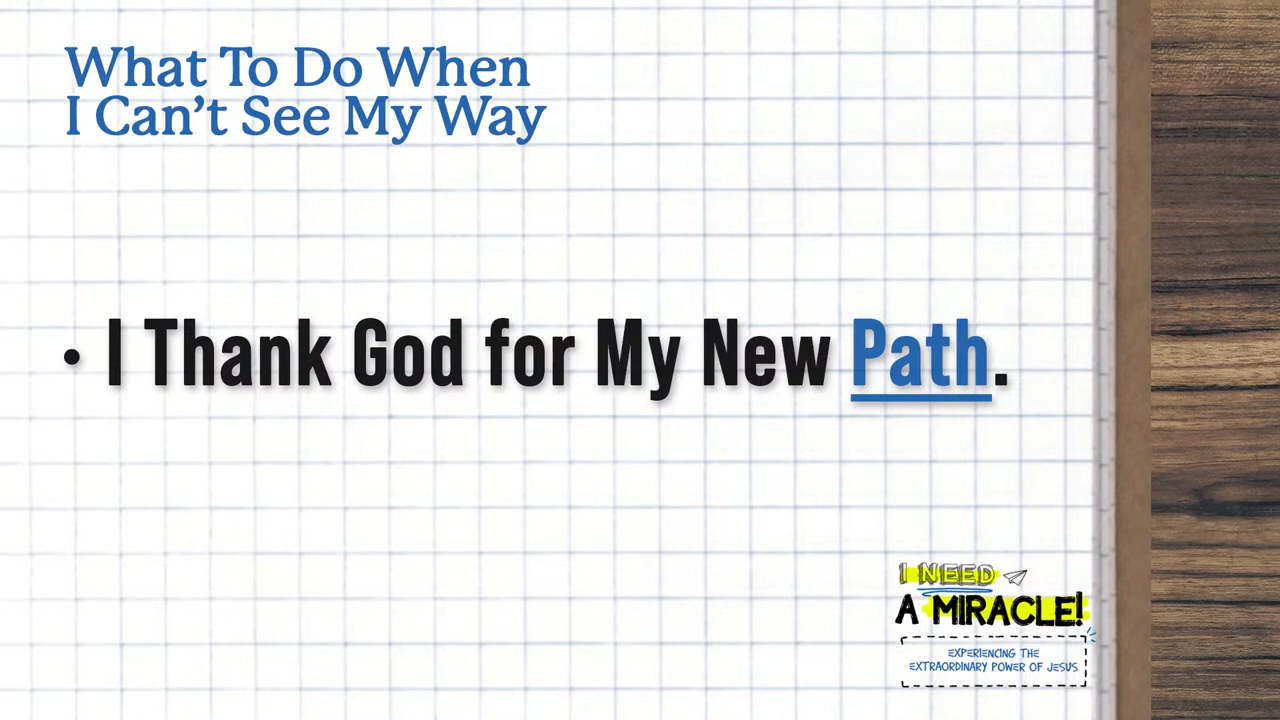 What To Do When
I Can’t See My Way
• I Thank God for My New Path.
I NEED
A MIRACLE!
EXPERIENCING THE
EXTRAORDINARY POWER OF JESUS